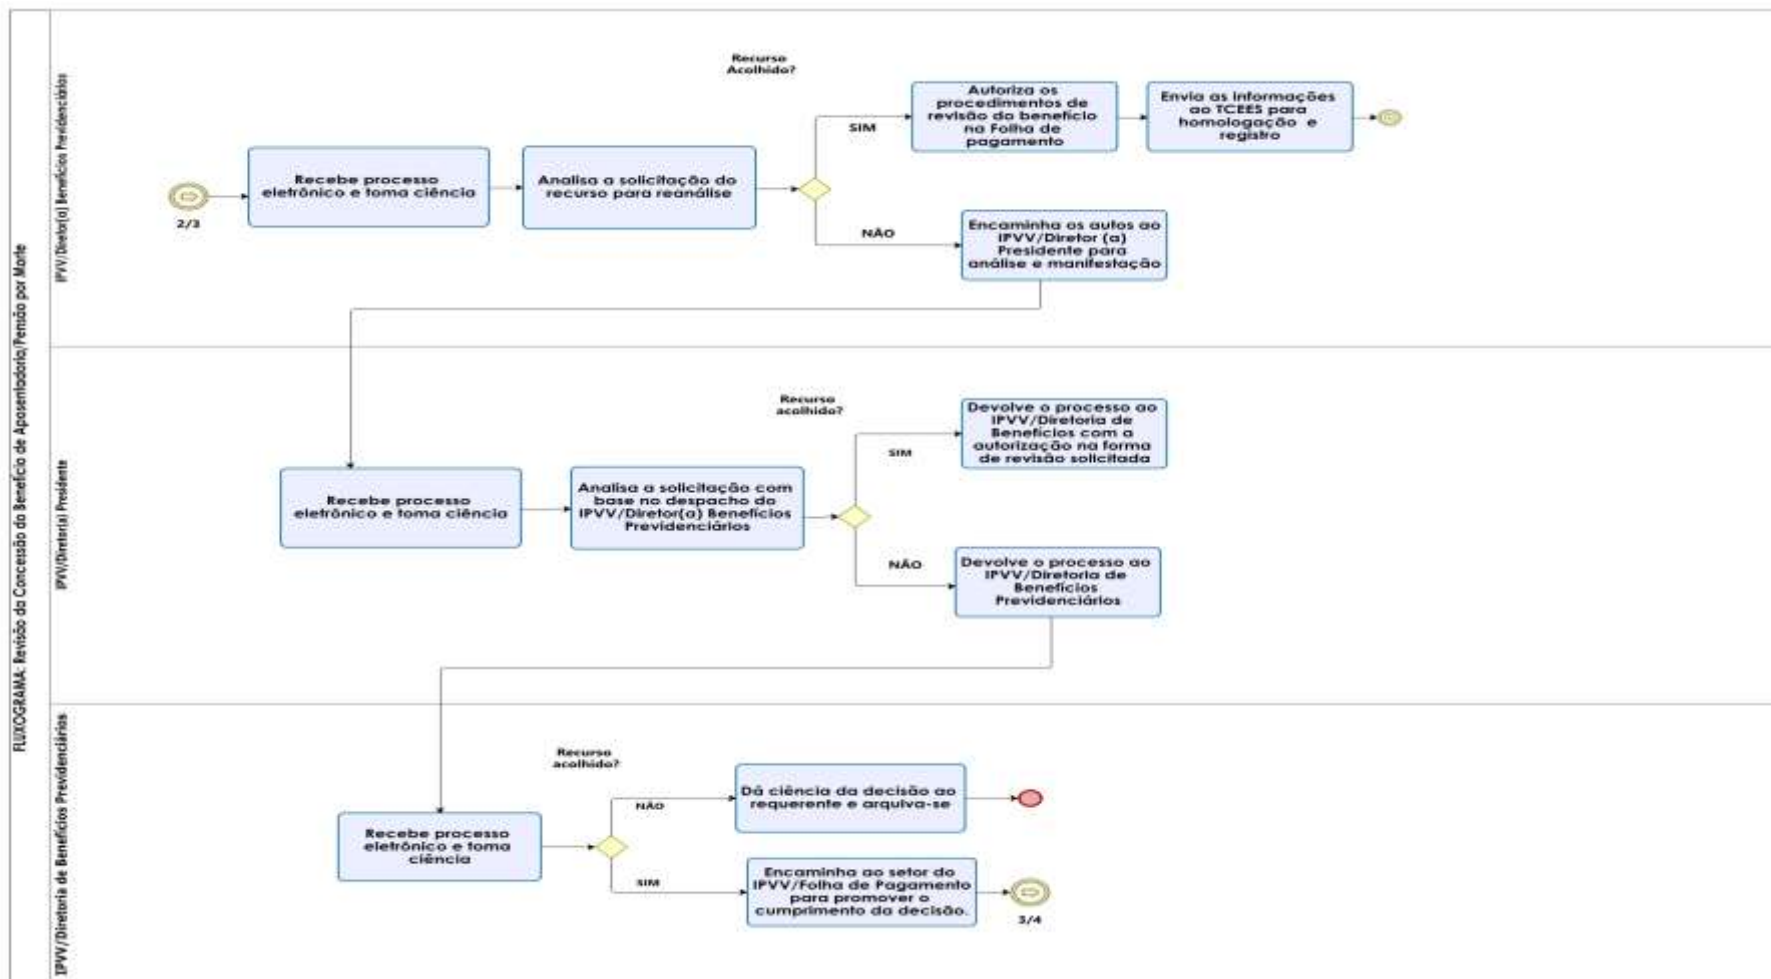 FLUXOGRAMA: Revisão da Concessão do Benefício de Aposentadoria/Pensão por Morte
IPVV/Diretor(a) Benefícios Previdenciários
2/3
Recebe processo
eletrônico e toma ciência
Analisa a solicitação do
recurso para reanálise
Recurso
Acolhido?
SIM
Autoriza os
procedimentos de
revisão do benefício
na Folha de
pagamento
Envia as informações
ao TCEES para
homologação e
registro
NÃO
Encaminha os autos ao
IPVV/Diretor (a)
Presidente para
análise e manifestação
IPVV/Diretor(a) Presidente
Recebe processo
eletrônico e toma ciência
Analisa a solicitação com
base no despacho do
IPVV/Diretor(a) Benefícios
Previdenciários
Recurso
acolhido?
SIM
Devolve o processo ao
IPVV/Diretoria de
Benefícios com a
autorização na forma
de revisão solicitada
NÃO
Devolve o processo ao
IPVV/Diretoria de
Benefícios
Previdenciários
IPVV/Diretoria de Benefícios Previdenciários
Recebe processo
eletrônico e toma
ciência
Recurso
acolhido?
NÃO
Dá ciência da decisão ao
requerente e arquiva-se
SIM
Encaminha ao setor do
IPVV/Folha de Pagamento
para promover o
cumprimento da decisão.
3/4